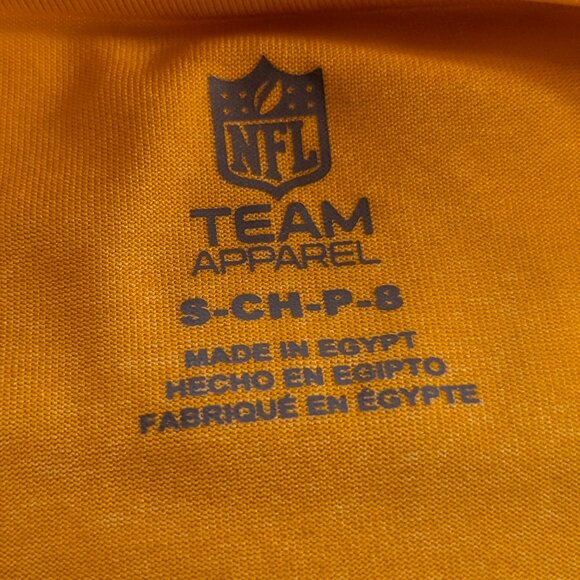 NFL
TEAM
APPAREL
S-CH-P-8
MADE IN EGYPT
HECHO EN EGIPTO
FABRIQUÉ EN ÉGYPTE